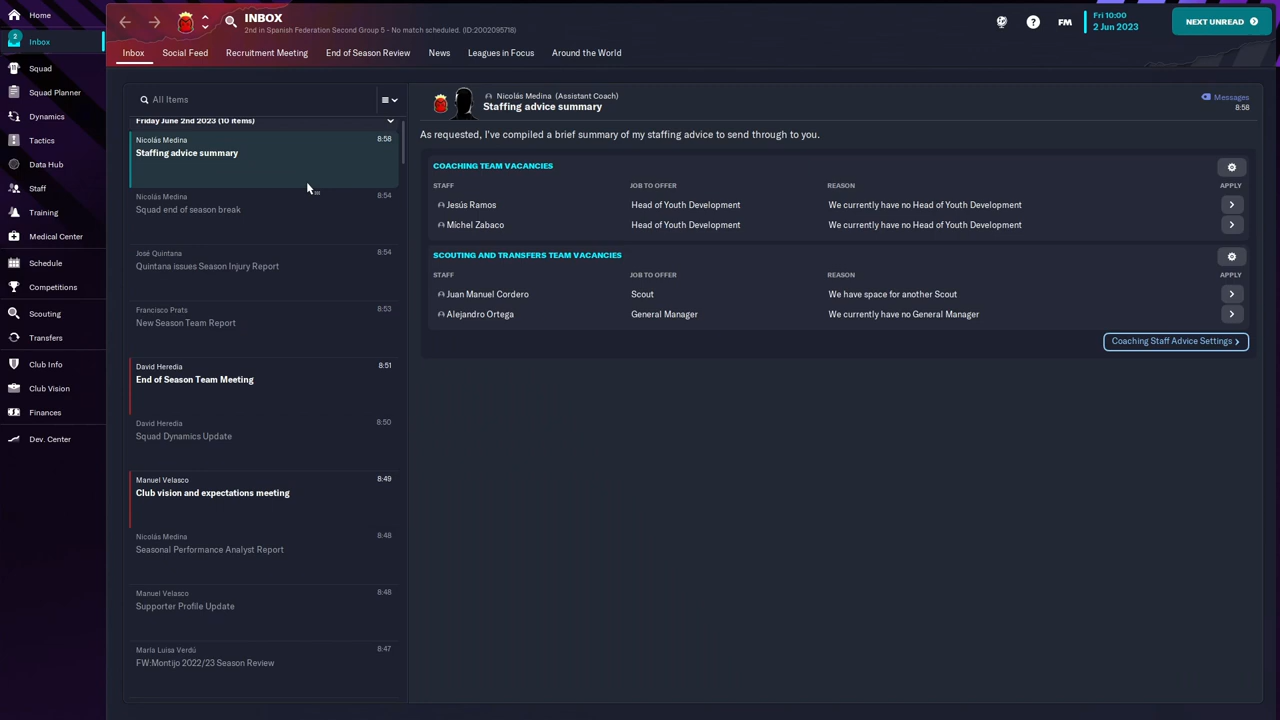 Home
INBOX
2nd in Spanish Federation Second Group 5 - No match scheduled. (ID:2002095718)
FM
Fri 10:00
2 Jun 2023
NEXT UNREAD
2
Inbox
Squad
Squad Planner
Dynamics
Tactics
Data Hub
Staff
Training
Medical Center
Schedule
Competitions
Scouting
Transfers
Club Info
Club Vision
Finances
Dev. Center
Inbox
Social Feed
Recruitment Meeting
End of Season Review
News
Leagues in Focus
Around the World
All Items
Friday June 2nd 2023 (10 items)
Nicolás Medina 8:58
Staffing advice summary
Nicolás Medina 8:54
Squad end of season break
José Quintana 8:54
Quintana issues Season Injury Report
Francisco Prats 8:53
New Season Team Report
David Heredia 8:51
End of Season Team Meeting
David Heredia 8:50
Squad Dynamics Update
Manuel Velasco 8:49
Club vision and expectations meeting
Nicolás Medina 8:48
Seasonal Performance Analyst Report
Manuel Velasco 8:48
Supporter Profile Update
María Luisa Verdú 8:47
FW:Montijo 2022/23 Season Review
Nicolás Medina (Assistant Coach)
Staffing advice summary
Messages
8:58
As requested, I've compiled a brief summary of my staffing advice to send through to you.
COACHING TEAM VACANCIES
STAFF JOB TO OFFER REASON APPLY
Jesús Ramos Head of Youth Development We currently have no Head of Youth Development
Míchel Zabaco Head of Youth Development We currently have no Head of Youth Development
SCOUTING AND TRANSFERS TEAM VACANCIES
STAFF JOB TO OFFER REASON APPLY
Juan Manuel Cordero Scout We have space for another Scout
Alejandro Ortega General Manager We currently have no General Manager
Coaching Staff Advice Settings